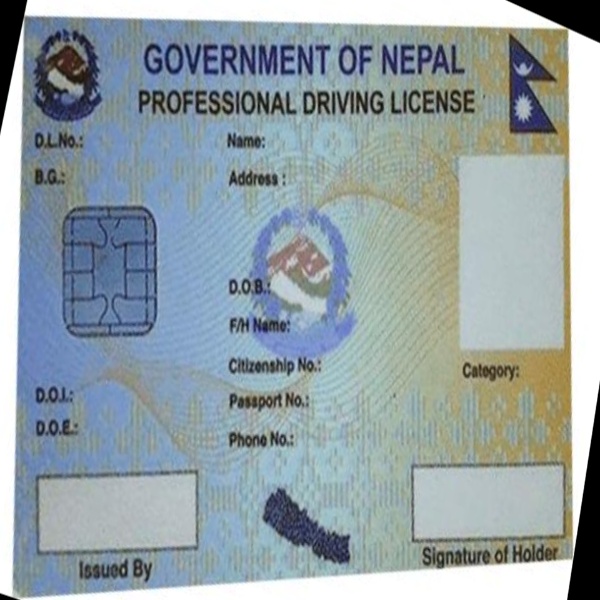 GOVERNMENT OF NEPAL
PROFESSIONAL DRIVING LICENSE
D.L.No.:
Name:
B.G.:
Address :
D.O.B.:
F/H Name:
Citizenship No.:
Category:
D.O.I.:
Passport No.:
D.O.E.:
Phone No.:
Issued By
Signature of Holder